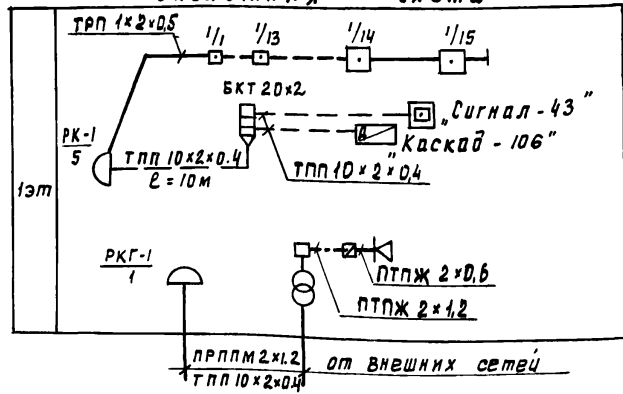 ТРП 1×2×0,5
1/1
1/13
1/14
1/15
БКТ 20×2
„Сигнал - 43"
„Каскад - 106"
РК-1
5
ТПП 10×2×0.4
ℓ = 10 м
ТПП 10 × 2 × 0,4
1эт
РКГ-1
1
ПТПЖ 2×0,6
ПТПЖ 2×1,2
ПРППМ 2×1.2
ТПП 10×2×0.4
от внешних сетей